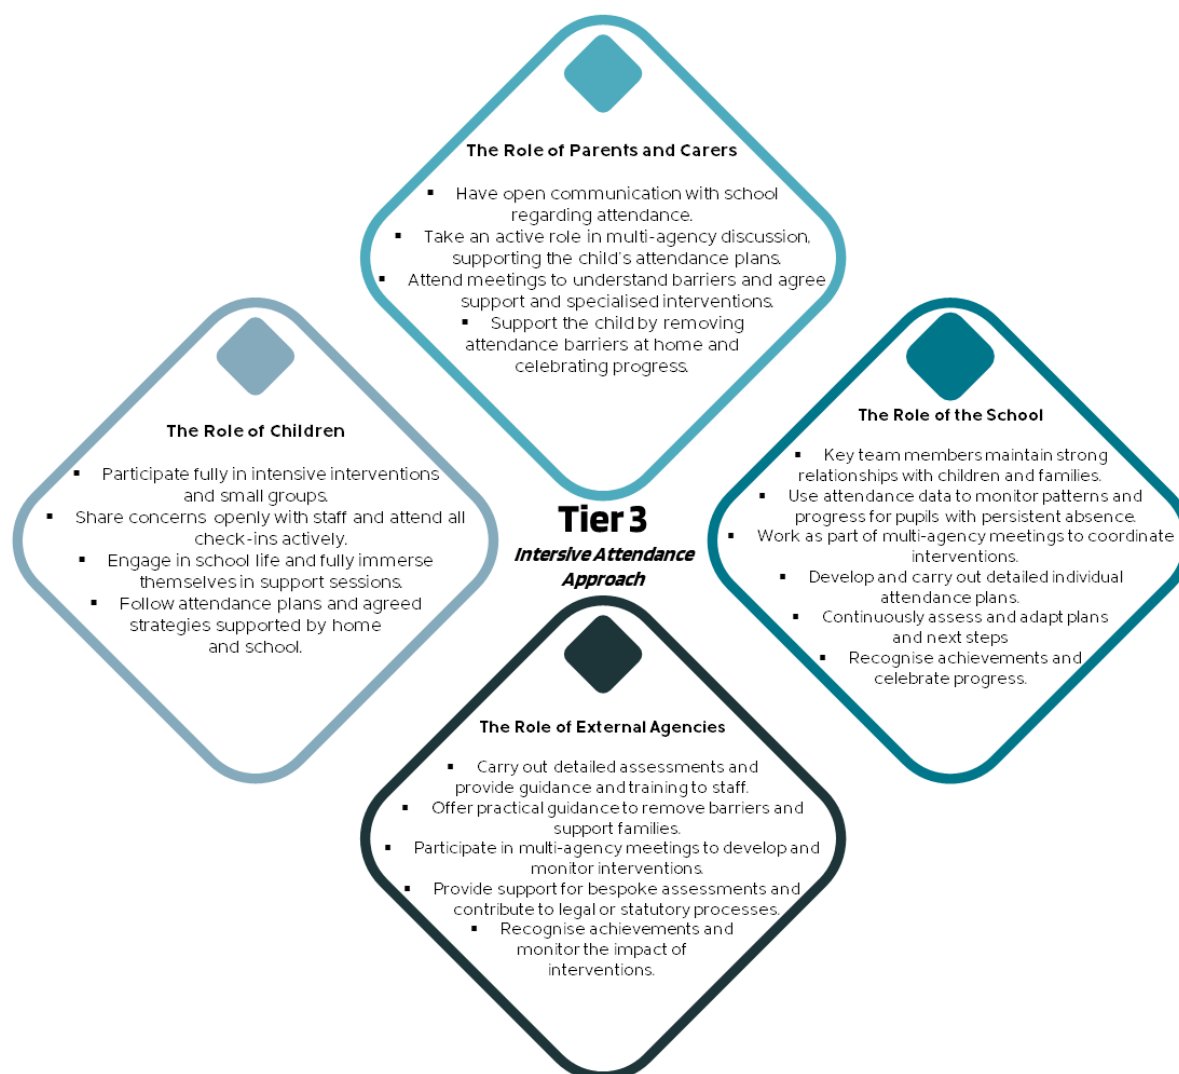 The Role of Parents and Carers
▪ Have open communication with school
regarding attendance.
▪ Take an active role in multi-agency discussion,
supporting the child's attendance plans.
▪ Attend meetings to understand barriers and agree
support and specialised interventions.
▪ Support the child by removing
attendance barriers at home and
celebrating progress.
The Role of Children
▪ Participate fully in intensive interventions
and small groups.
▪ Share concerns openly with staff and attend all
check-ins actively.
▪ Engage in school life and fully immerse
themselves in support sessions.
▪ Follow attendance plans and agreed
strategies supported by home
and school.
Tier 3
Intersive Attendance
Approach
The Role of the School
▪ Key team members maintain strong
relationships with children and families.
▪ Use attendance data to monitor patterns and
progress for pupils with persistent absence.
▪ Work as part of multi-agency meetings to coordinate
interventions.
▪ Develop and carry out detailed individual
attendance plans.
▪ Continuously assess and adapt plans
and next steps
▪ Recognise achievements and
celebrate progress.
The Role of External Agencies
▪ Carry out detailed assessments and
provide guidance and training to staff.
▪ Offer practical guidance to remove barriers and
support families.
▪ Participate in multi-agency meetings to develop and
monitor interventions.
▪ Provide support for bespoke assessments and
contribute to legal or statutory processes.
▪ Recognise achievements and
monitor the impact of
interventions.